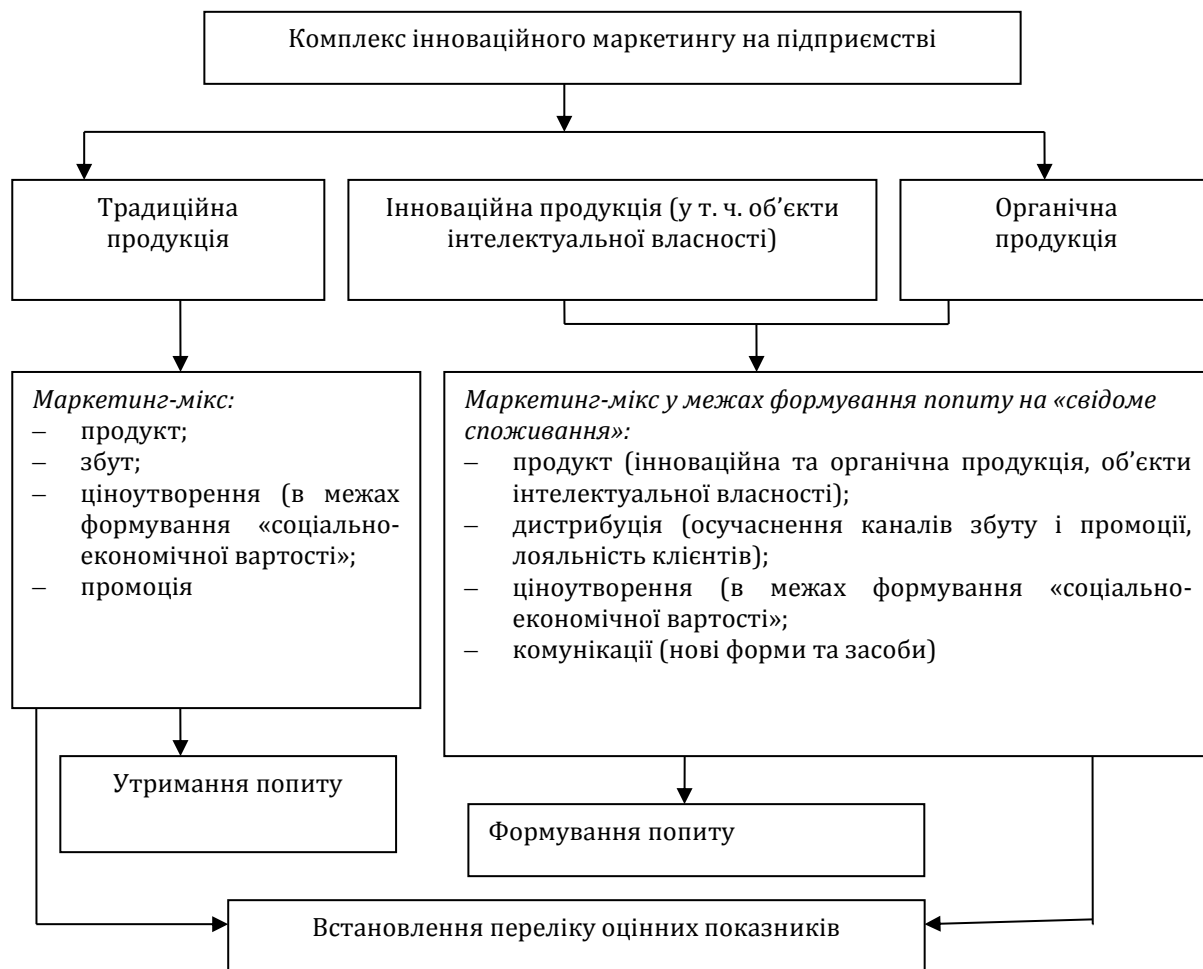 Комплекс інноваційного маркетингу на підприємстві
Традиційна
продукція
Інноваційна продукція (у т. ч. об’єкти
інтелектуальної власності)
Органічна
продукція
Маркетинг-мікс:
– продукт;
– збут;
– ціноутворення (в межах
формування «соціально-
економічної вартості»;
– промоція
Маркетинг-мікс у межах формування попиту на «свідоме
споживання»:
– продукт (інноваційна та органічна продукція, об’єкти
інтелектуальної власності);
– дистрибуція (осучаснення каналів збуту і промоції,
лояльність клієнтів);
– ціноутворення (в межах формування «соціально-
економічної вартості»;
– комунікації (нові форми та засоби)
Утримання попиту
Формування попиту
Встановлення переліку оцінних показників